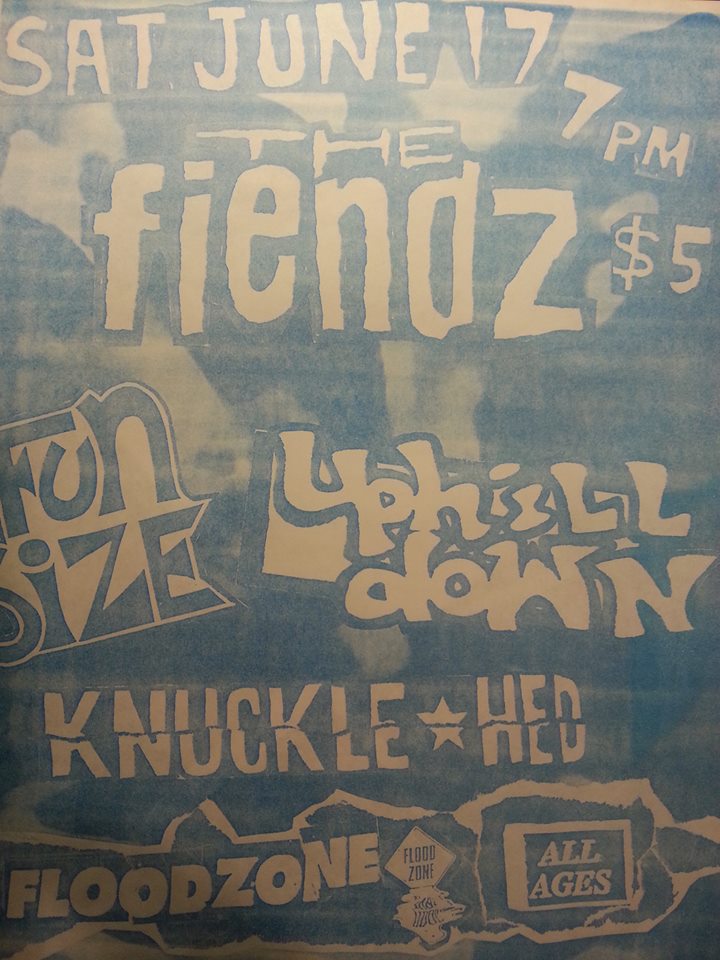 SAT JUNE 17
7 PM
THE
fiendz
$5
FUN
SiZE
Uphill
down
KNUCKLE★HED
FLOODZONE
FLOOD
ZONE
ALL
AGES